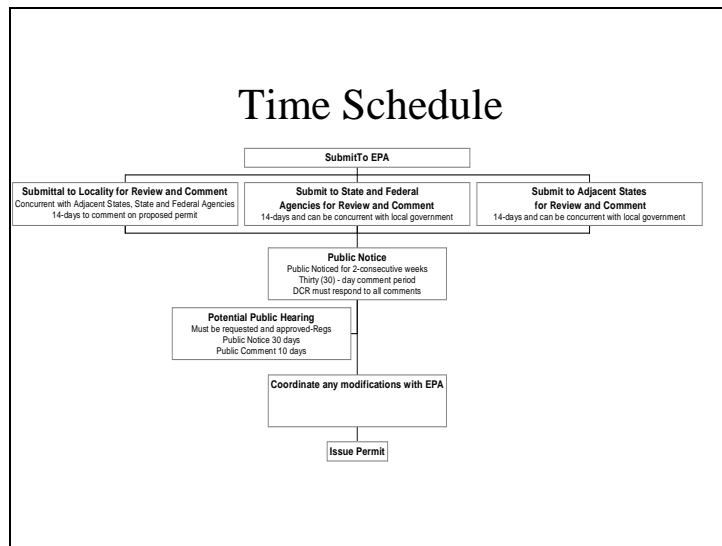 Time Schedule
SubmitTo EPA
Submittal to Locality for Review and Comment
Concurrent with Adjacent States, State and Federal Agencies
14-days to comment on proposed permit
Submit to State and Federal
Agencies for Review and Comment
14-days and can be concurrent with local government
Submit to Adjacent States
for Review and Comment
14-days and can be concurrent with local government
Public Notice
Public Noticed for 2-consecutive weeks
Thirty (30) - day comment period
DCR must respond to all comments
Potential Public Hearing
Must be requested and approved-Regs
Public Notice 30 days
Public Comment 10 days
Coordinate any modifications with EPA
Issue Permit